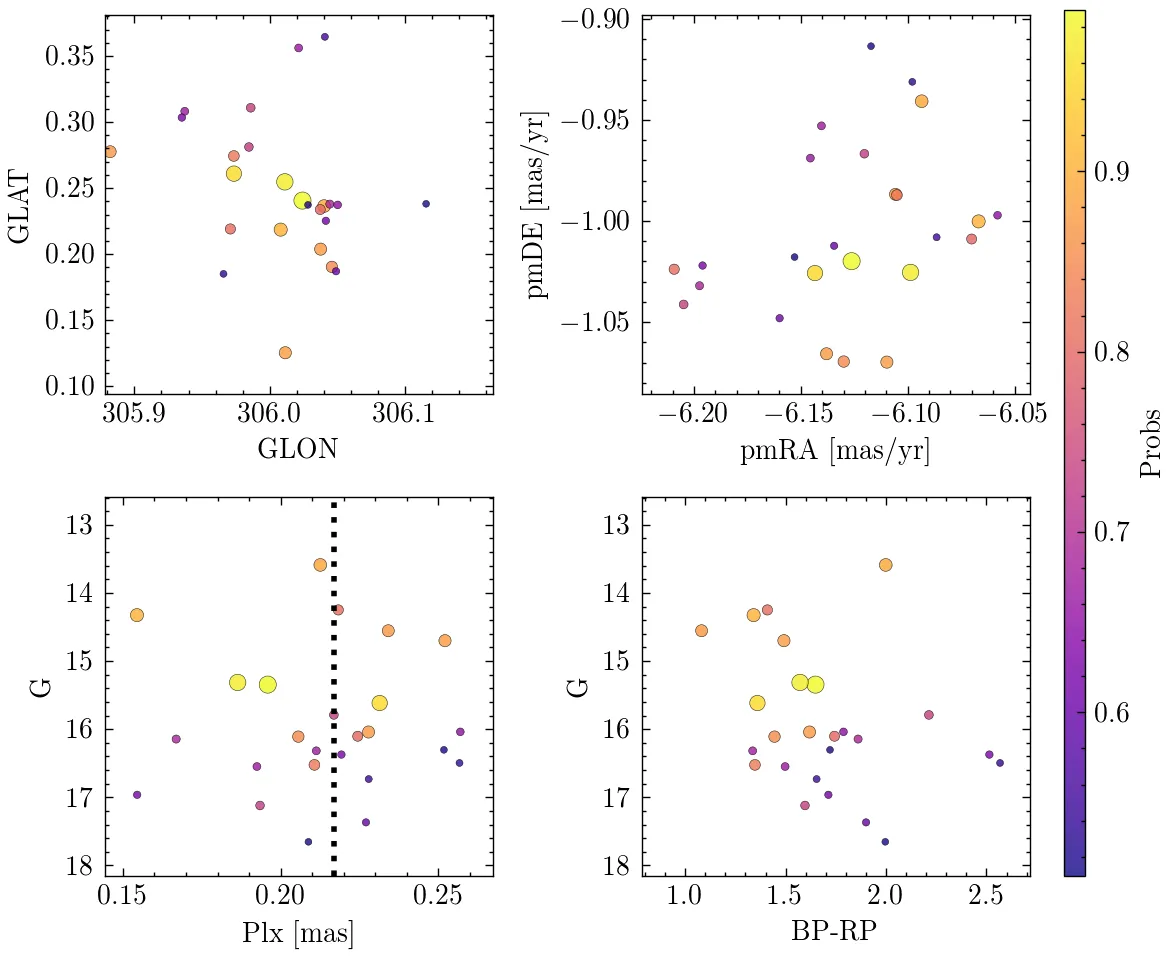 0.35
0.30
0.25
0.20
0.15
0.10
GLAT
305.9 306.0 306.1
GLON
−0.90
−0.95
−1.00
−1.05
pmDE [mas/yr]
−6.20 −6.15 −6.10 −6.05
pmRA [mas/yr]
13
14
15
16
17
18
G
0.15 0.20 0.25
Plx [mas]
13
14
15
16
17
18
G
1.0 1.5 2.0 2.5
BP-RP
0.9
0.8
0.7
0.6
Probs